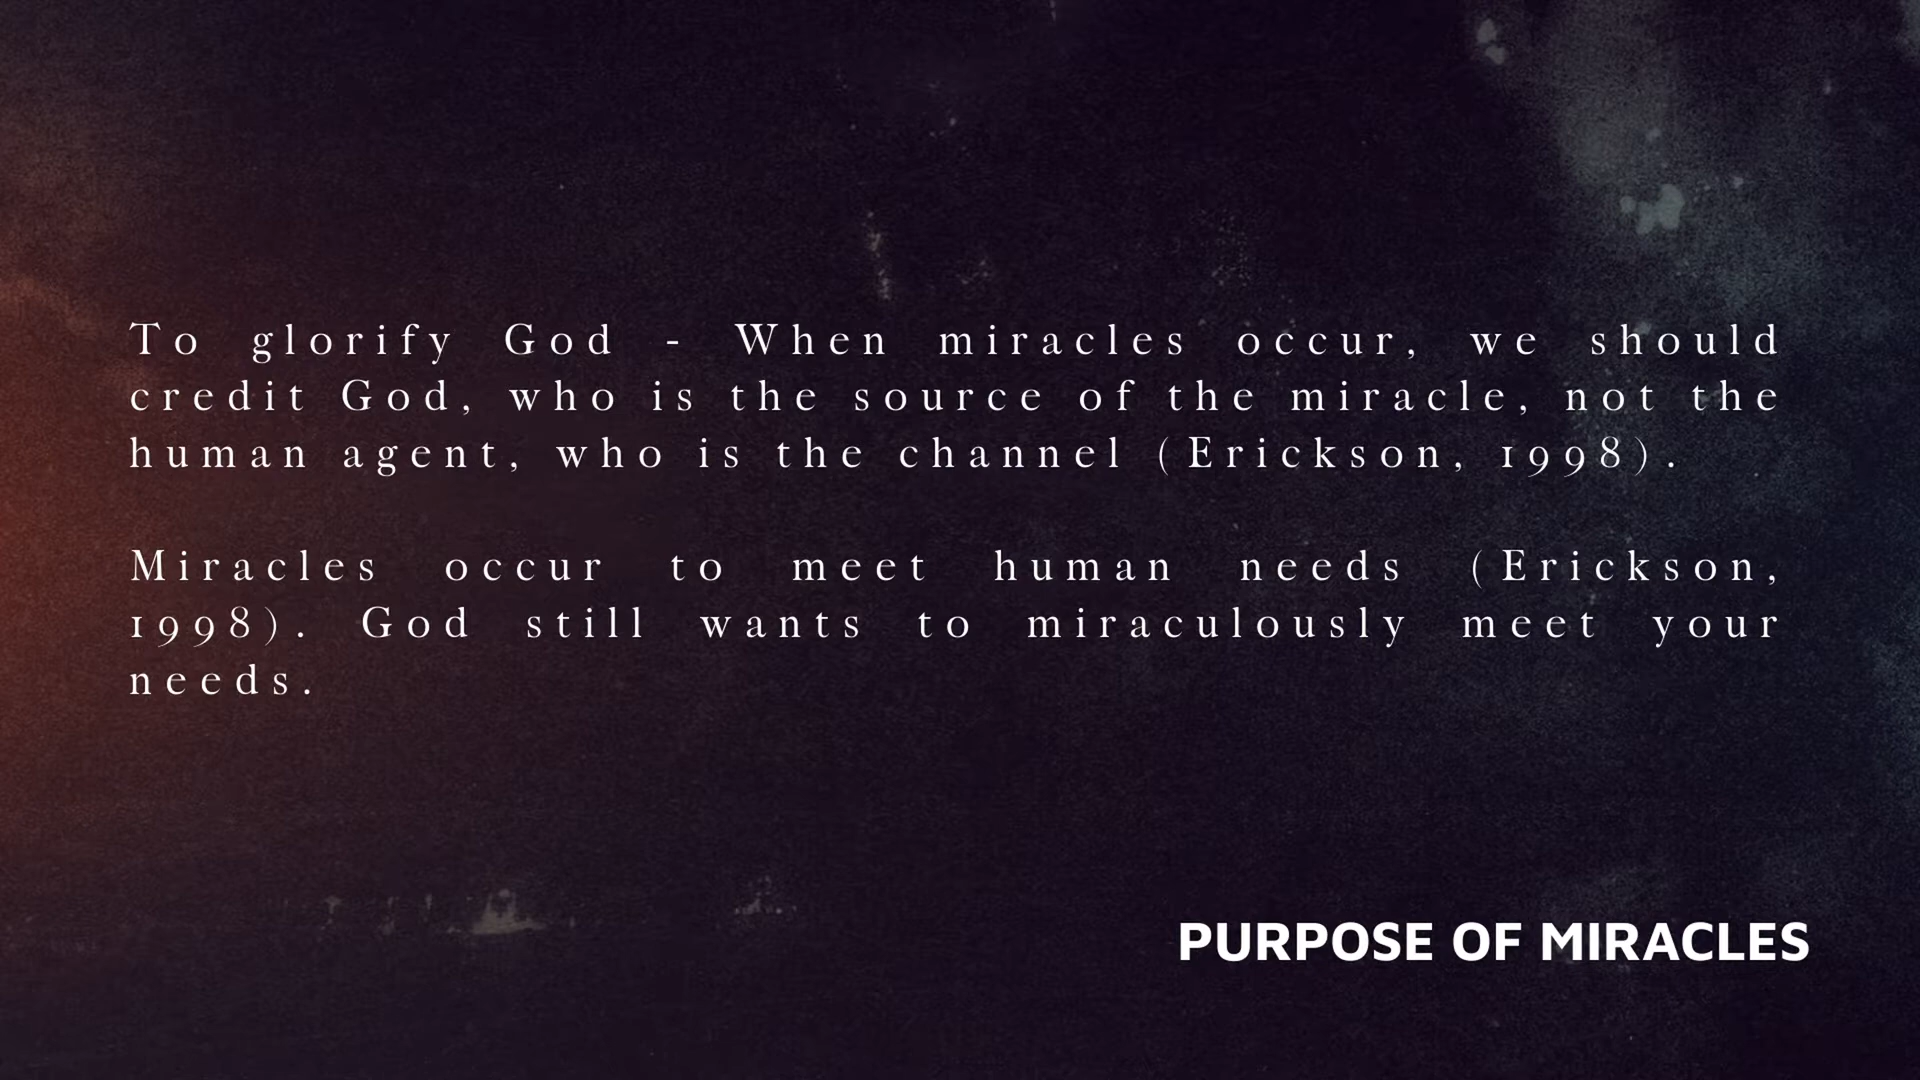 To glorify God - When miracles occur, we should
credit God, who is the source of the miracle, not the
human agent, who is the channel (Erickson, 1998).
Miracles occur to meet human needs (Erickson,
1998). God still wants to miraculously meet your
needs.
PURPOSE OF MIRACLES